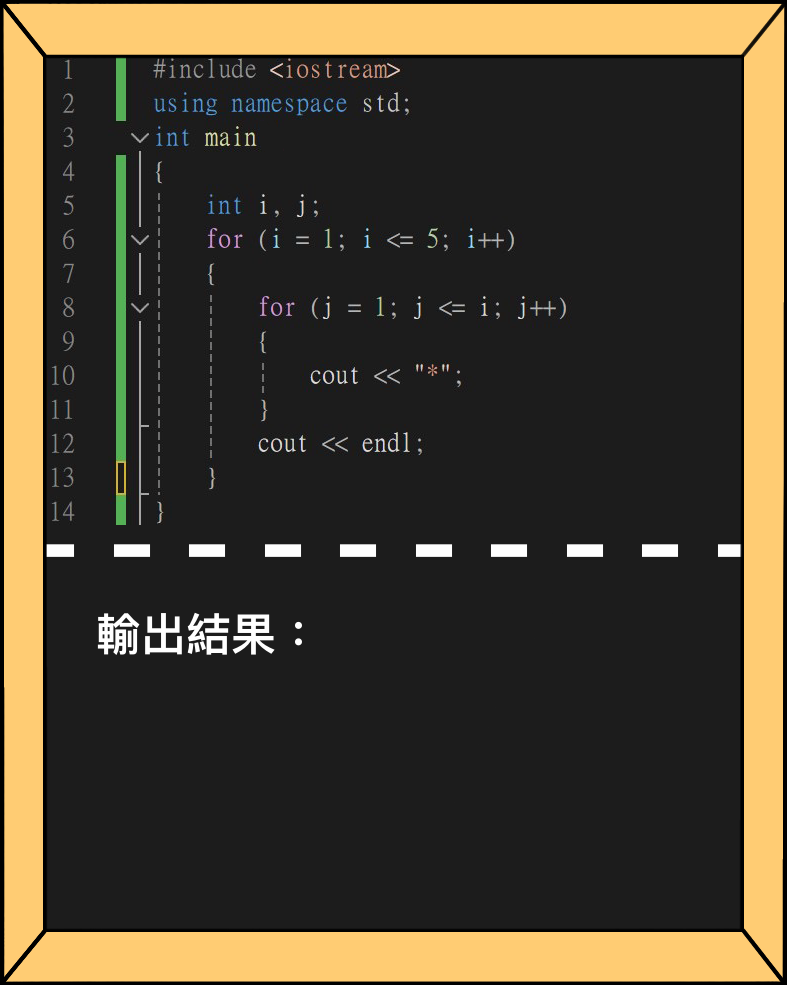 1 #include <iostream>
2 using namespace std;
3 int main
4 {
5 int i, j;
6 for (i = 1; i <= 5; i++)
7 {
8 for (j = 1; j <= i; j++)
9 {
10 cout << "*";
11 }
12 cout << endl;
13 }
14 }
輸出結果：